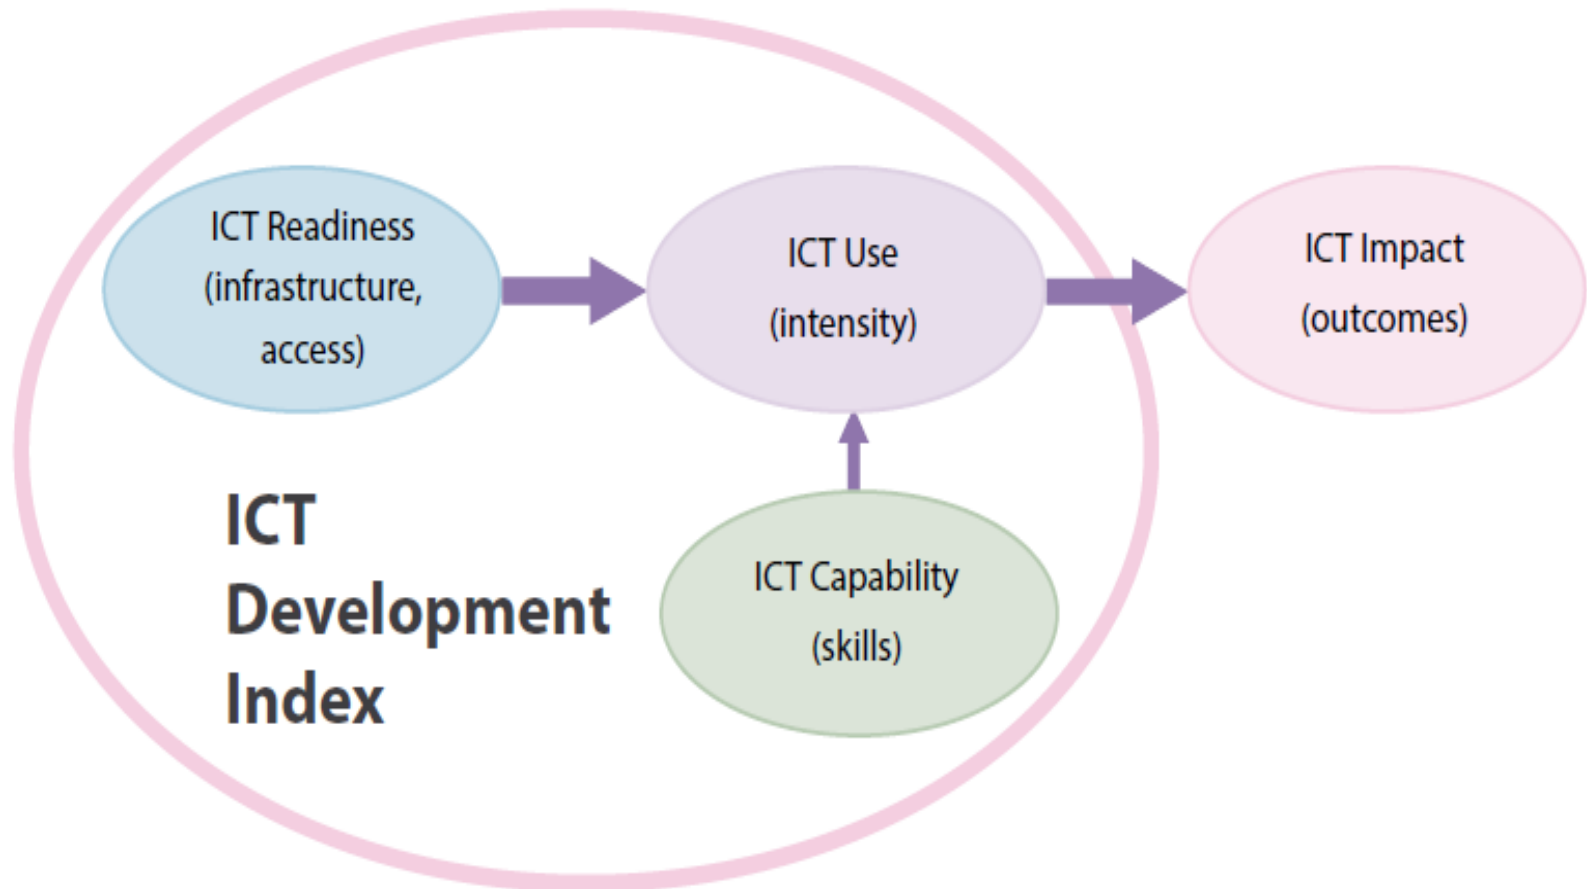 ICT Readiness
(infrastructure,
access)
ICT Use
(intensity)
ICT Impact
(outcomes)
ICT
Development
Index
ICT Capability
(skills)